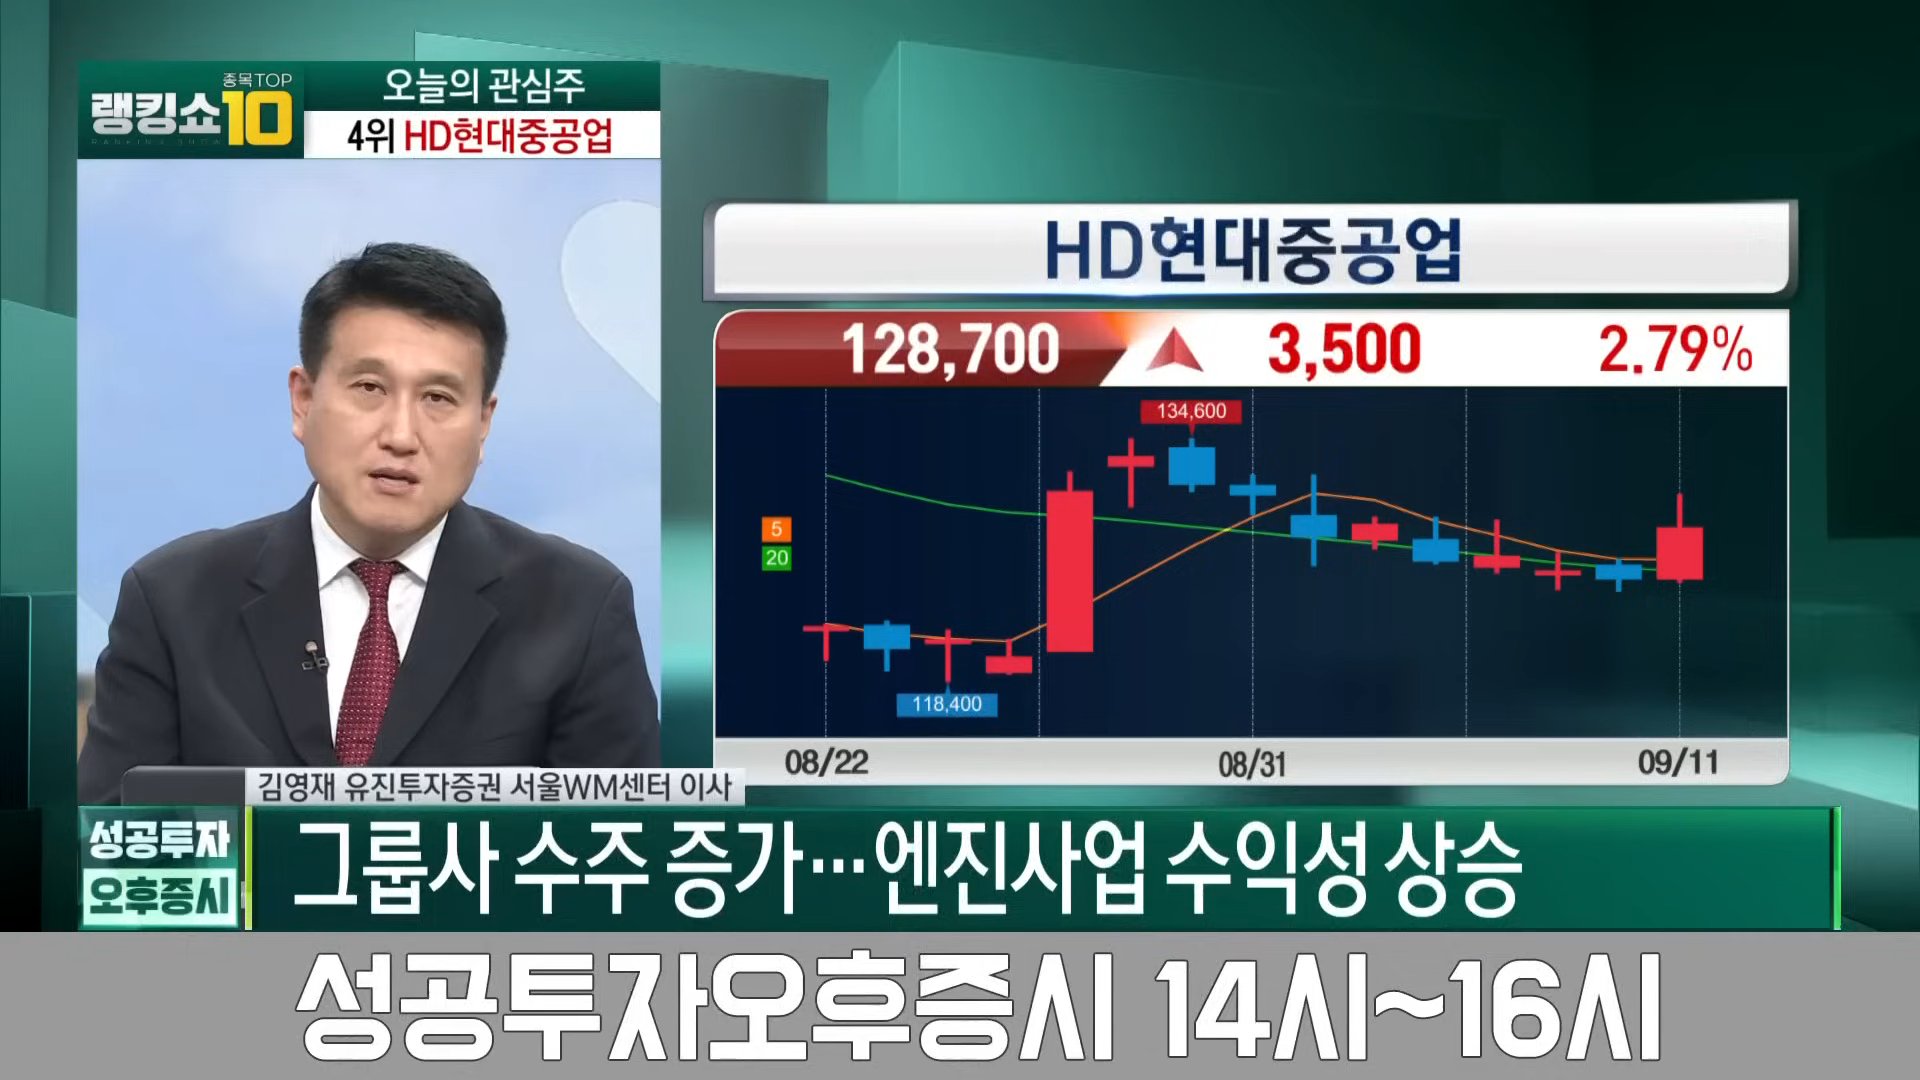 종목TOP
랭킹쇼10
RANKING SHOW
오늘의 관심주
4위 HD현대중공업
HD현대중공업
128,700 3,500 2.79%
134,600
5
20
118,400
08/22 08/31 09/11
김영재 유진투자증권 서울WM센터 이사
성공투자
오후증시
그룹사 수주 증가…엔진사업 수익성 상승
성공투자오후증시 14시~16시